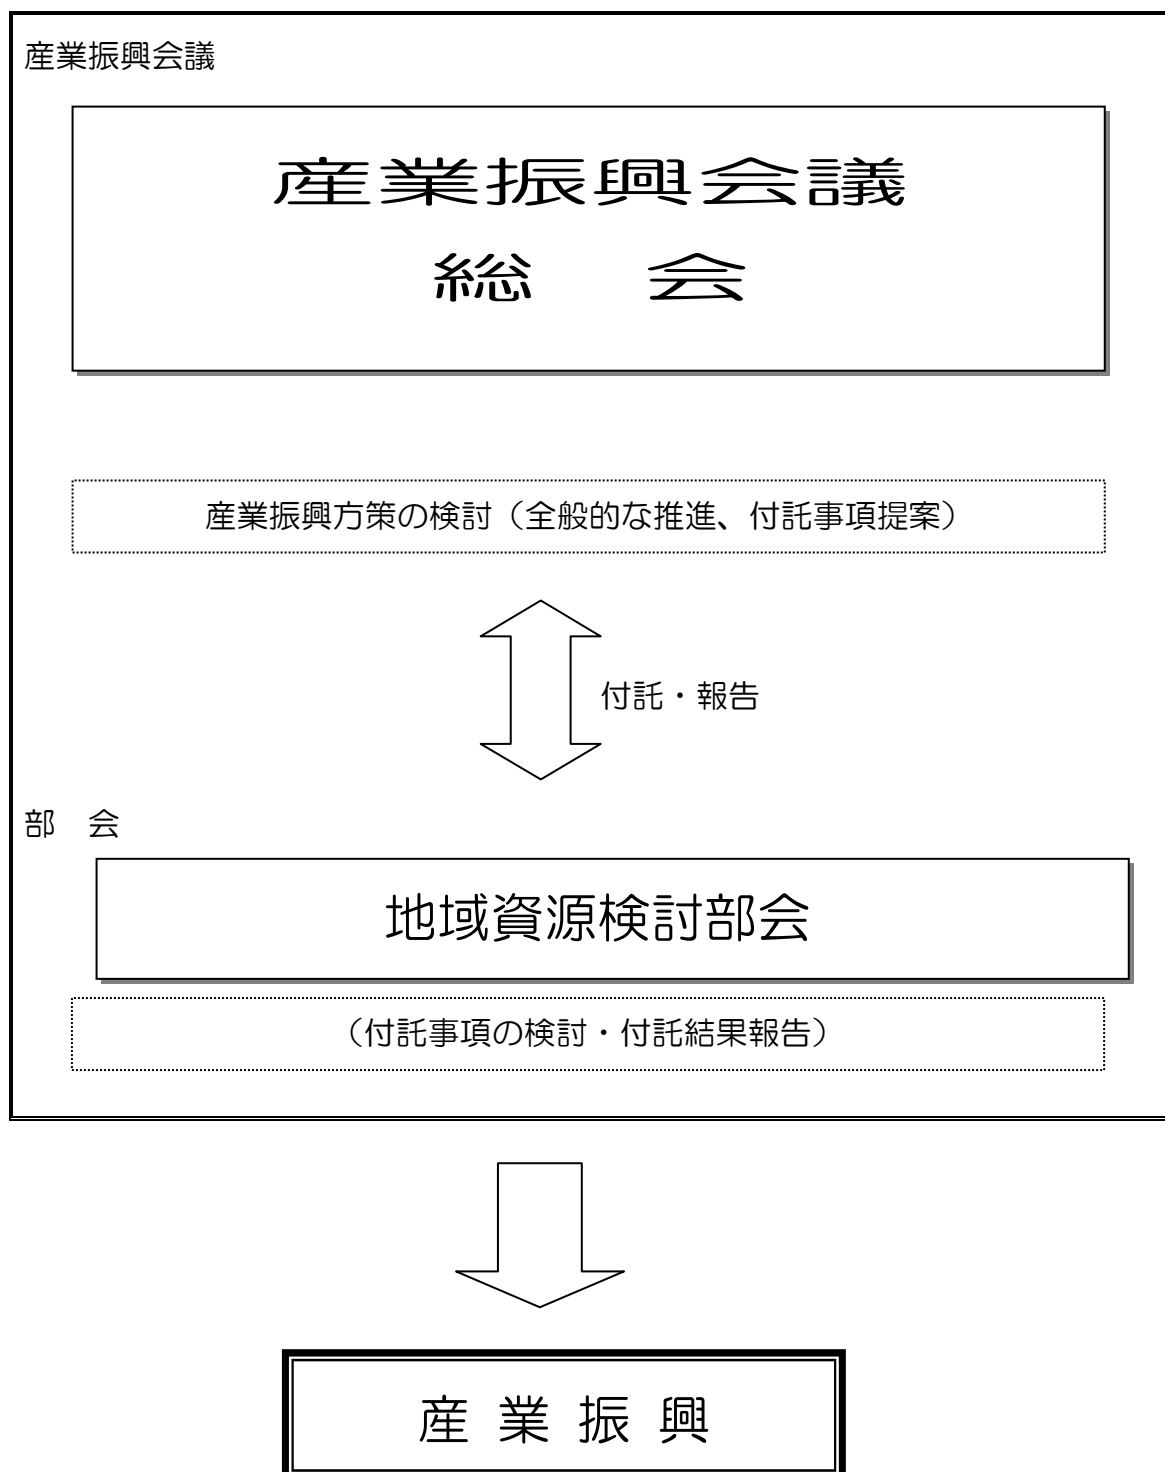 産業振興会議
産業振興会議
総　会
産業振興方策の検討（全般的な推進、付託事項提案）
付託・報告
部　会
地域資源検討部会
（付託事項の検討・付託結果報告）
産 業 振 興